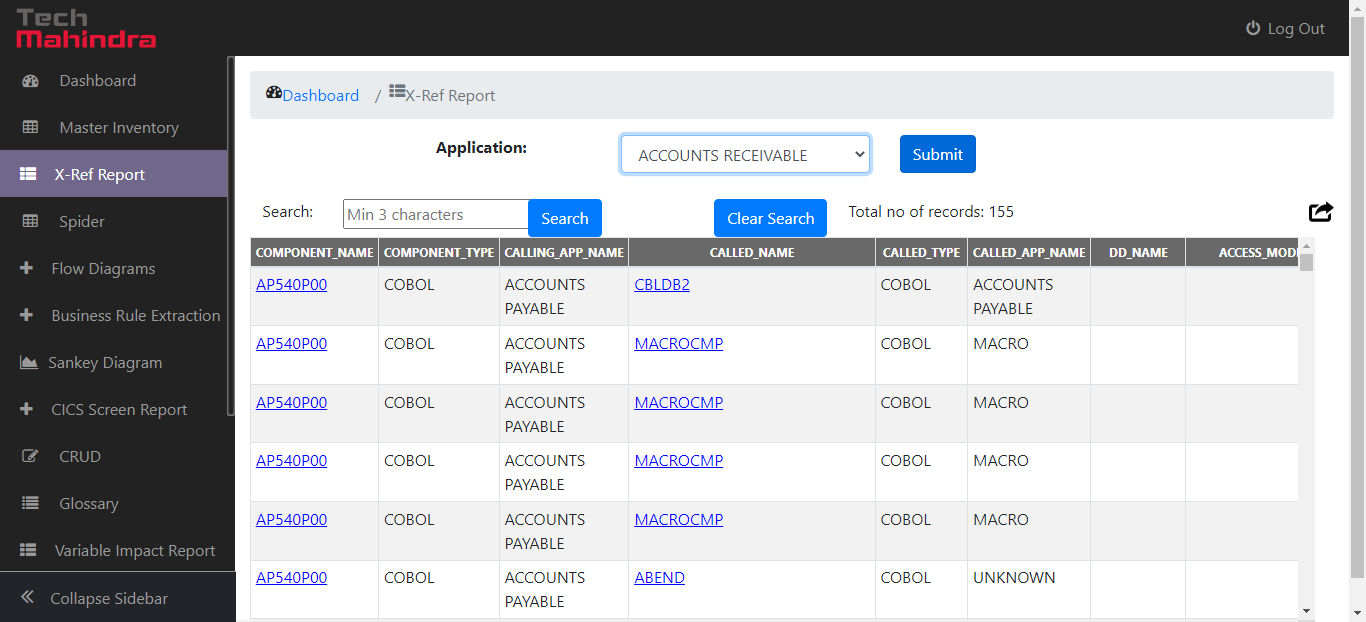 Tech
Mahindra
Log Out
Dashboard
Master Inventory
X-Ref Report
Spider
Flow Diagrams
Business Rule Extraction
Sankey Diagram
CICS Screen Report
CRUD
Glossary
Variable Impact Report
Collapse Sidebar
Dashboard / X-Ref Report
Application: ACCOUNTS RECEIVABLE Submit
Search: Min 3 characters Search Clear Search Total no of records: 155
COMPONENT_NAME COMPONENT_TYPE CALLING_APP_NAME CALLED_NAME CALLED_TYPE CALLED_APP_NAME DD_NAME ACCESS_MOD
AP540P00 COBOL ACCOUNTS CBLDB2 COBOL ACCOUNTS
PAYABLE PAYABLE
AP540P00 COBOL ACCOUNTS MACROCMP COBOL MACRO
PAYABLE
AP540P00 COBOL ACCOUNTS MACROCMP COBOL MACRO
PAYABLE
AP540P00 COBOL ACCOUNTS MACROCMP COBOL MACRO
PAYABLE
AP540P00 COBOL ACCOUNTS MACROCMP COBOL MACRO
PAYABLE
AP540P00 COBOL ACCOUNTS ABEND COBOL UNKNOWN
PAYABLE